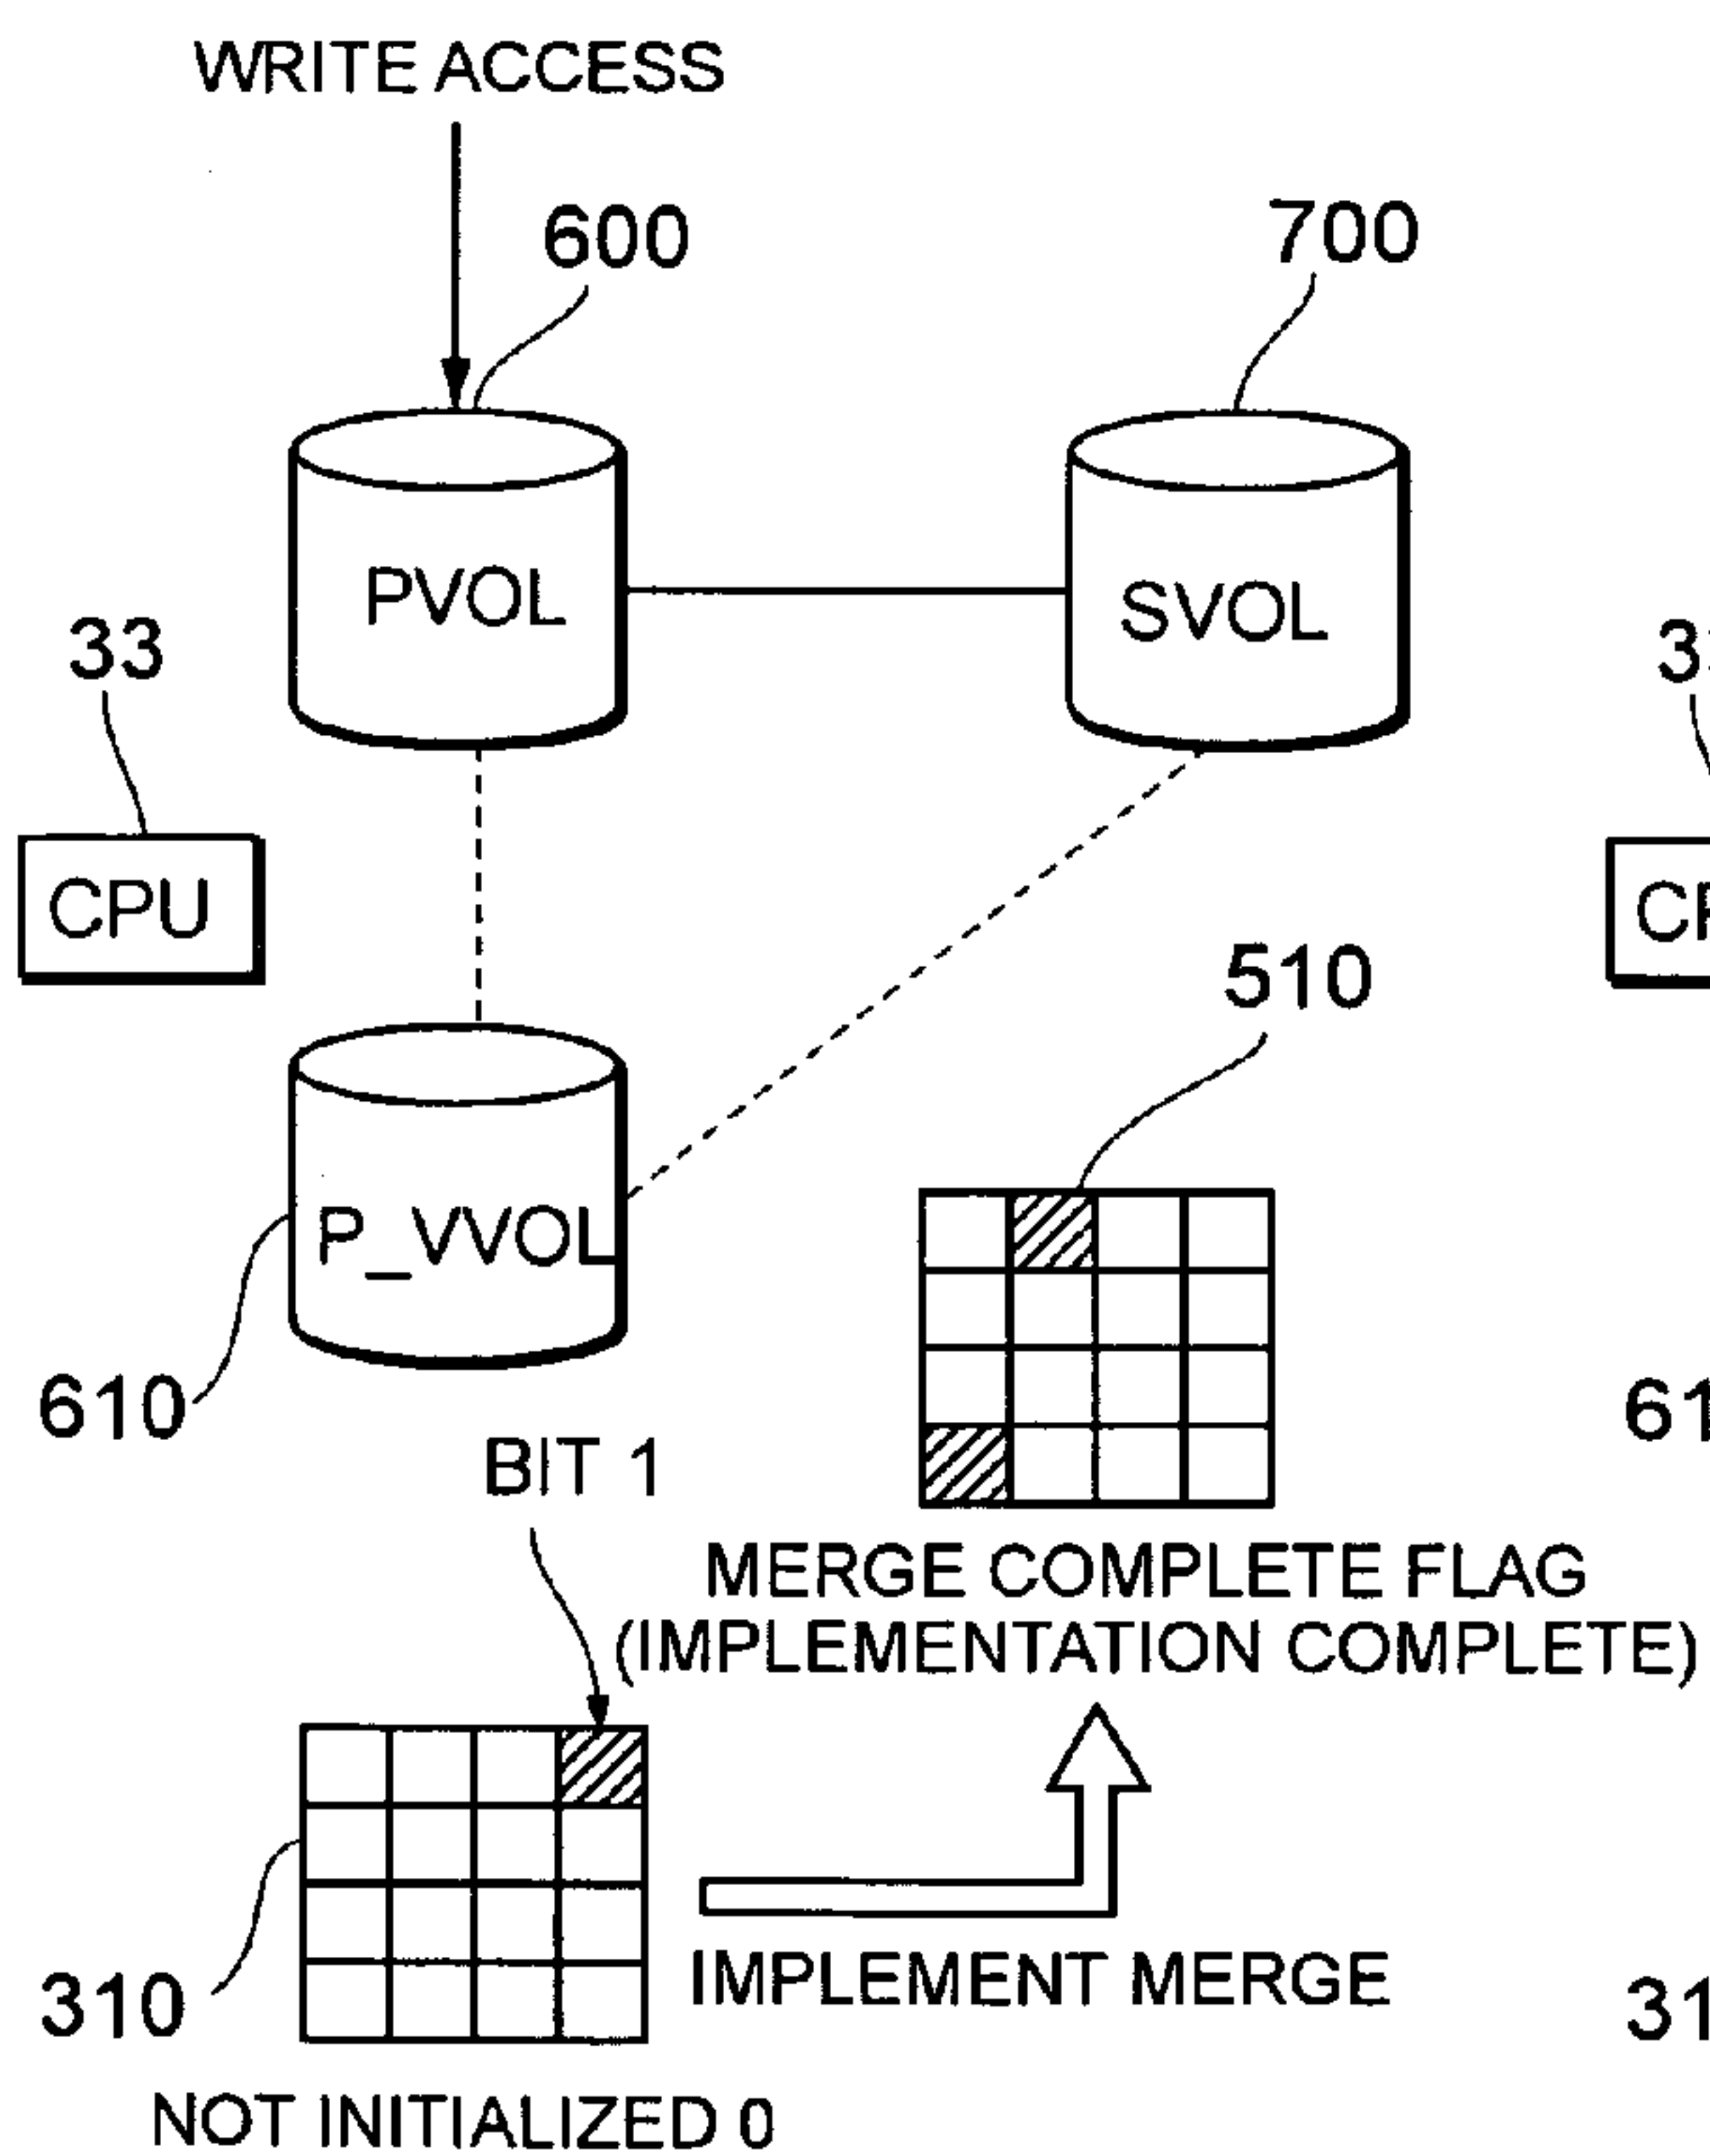 WRITE ACCESS
600
700
PVOL
SVOL
33
CPU
510
P_VVOL
610
BIT 1
MERGE COMPLETE FLAG
(IMPLEMENTATION COMPLETE)
310
IMPLEMENT MERGE
NOT INITIALIZED 0